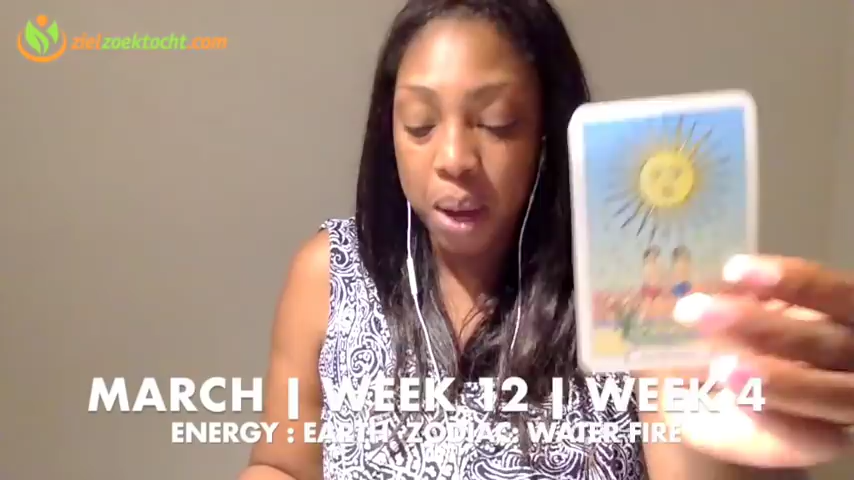 zielzoektocht.com
MARCH | WEEK 12 | WEEK 4
ENERGY : EARTH ZODIAC: WATER-FIRE